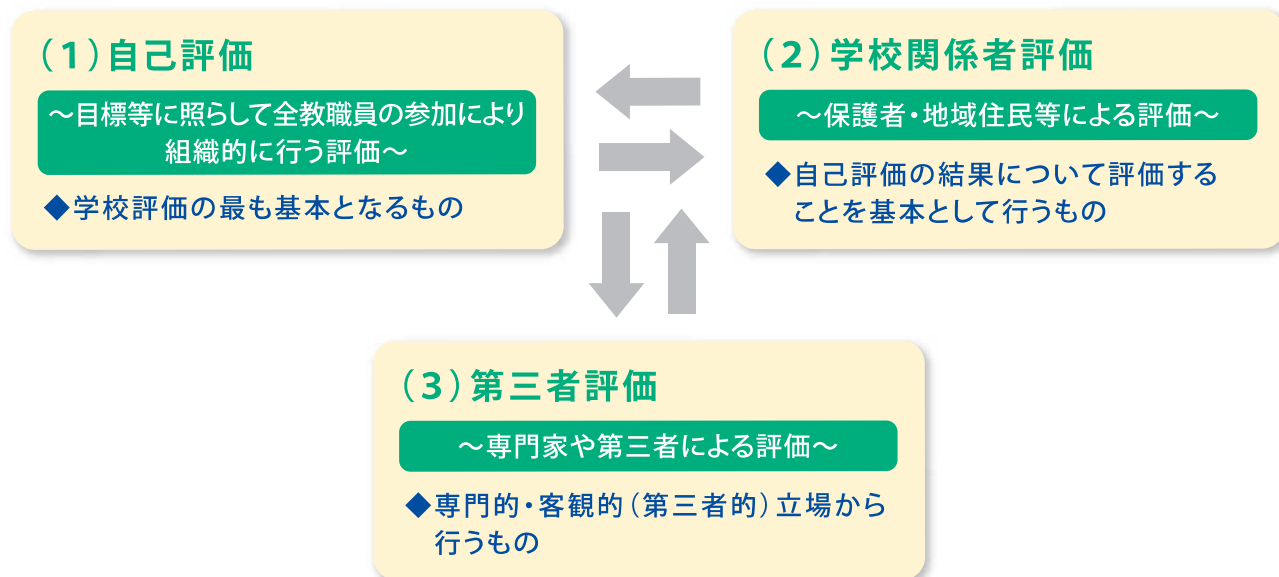 （1）自己評価
～目標等に照らして全教職員の参加により
組織的に行う評価～
◆学校評価の最も基本となるもの
（2）学校関係者評価
～保護者・地域住民等による評価～
◆自己評価の結果について評価する
ことを基本として行うもの
（3）第三者評価
～専門家や第三者による評価～
◆専門的・客観的（第三者的）立場から
行うもの